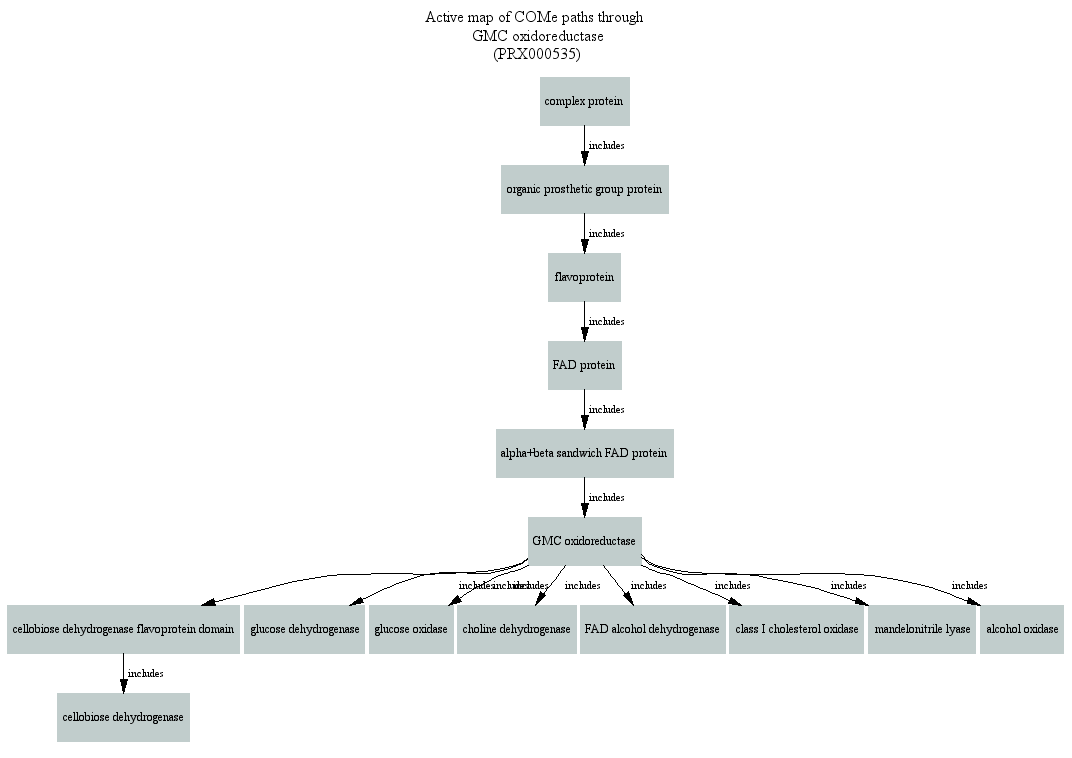 Active map of COMe paths through
GMC oxidoreductase
(PRX000535)
complex protein
includes
organic prosthetic group protein
includes
flavoprotein
includes
FAD protein
includes
alpha+beta sandwich FAD protein
includes
GMC oxidoreductase
includes includes includes includes includes includes includes includes
cellobiose dehydrogenase flavoprotein domain glucose dehydrogenase glucose oxidase choline dehydrogenase FAD alcohol dehydrogenase class I cholesterol oxidase mandelonitrile lyase alcohol oxidase
includes
cellobiose dehydrogenase